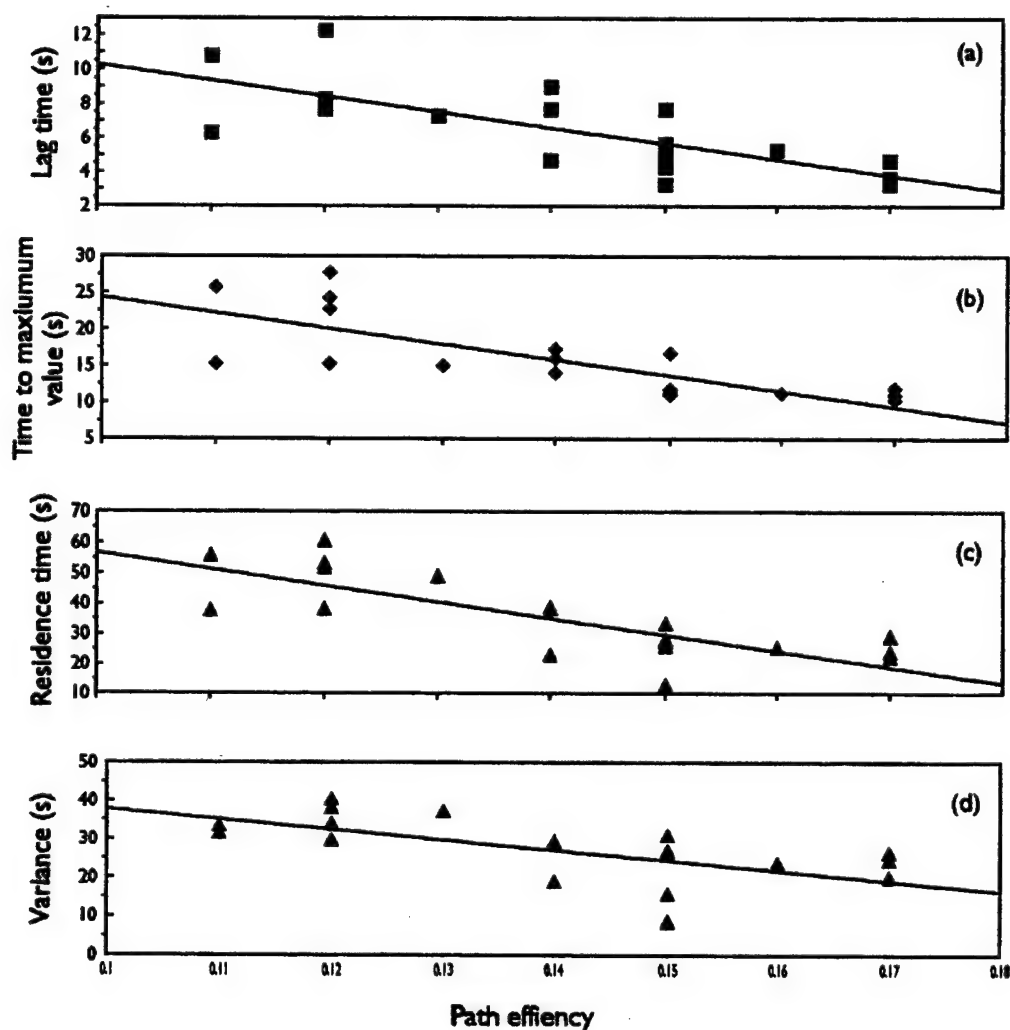 12
10
8
6
4
2
Lag time (s)
(a)
30
25
20
15
10
5
Time to maxiumum
value (s)
(b)
70
60
50
40
30
20
10
Residence time (s)
(c)
50
40
30
20
10
0
Variance (s)
(d)
0.1 0.11 0.12 0.13 0.14 0.15 0.16 0.17 0.18
Path effiency